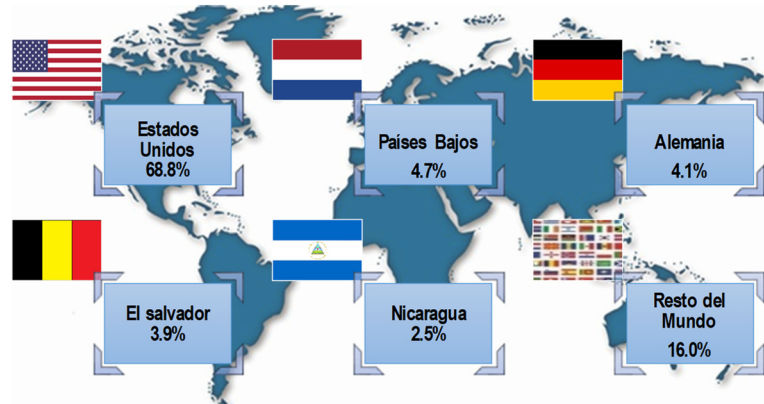 Estados
Unidos
68.8%
Países Bajos
4.7%
Alemania
4.1%
El salvador
3.9%
Nicaragua
2.5%
Resto del
Mundo
16.0%